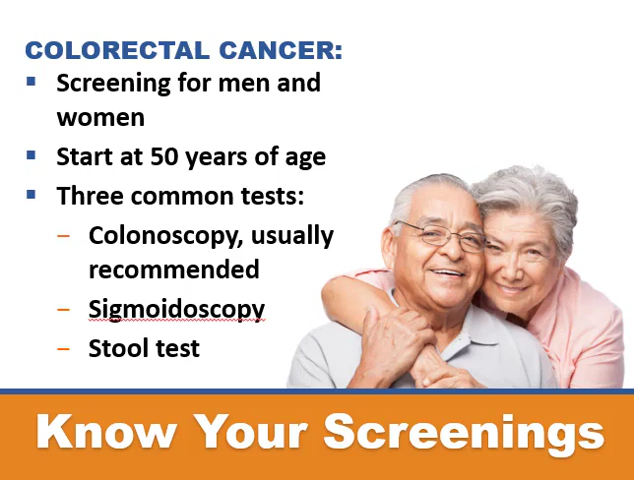 COLORECTAL CANCER:
▪ Screening for men and
women
▪ Start at 50 years of age
▪ Three common tests:
– Colonoscopy, usually
recommended
– Sigmoidoscopy
– Stool test
Know Your Screenings